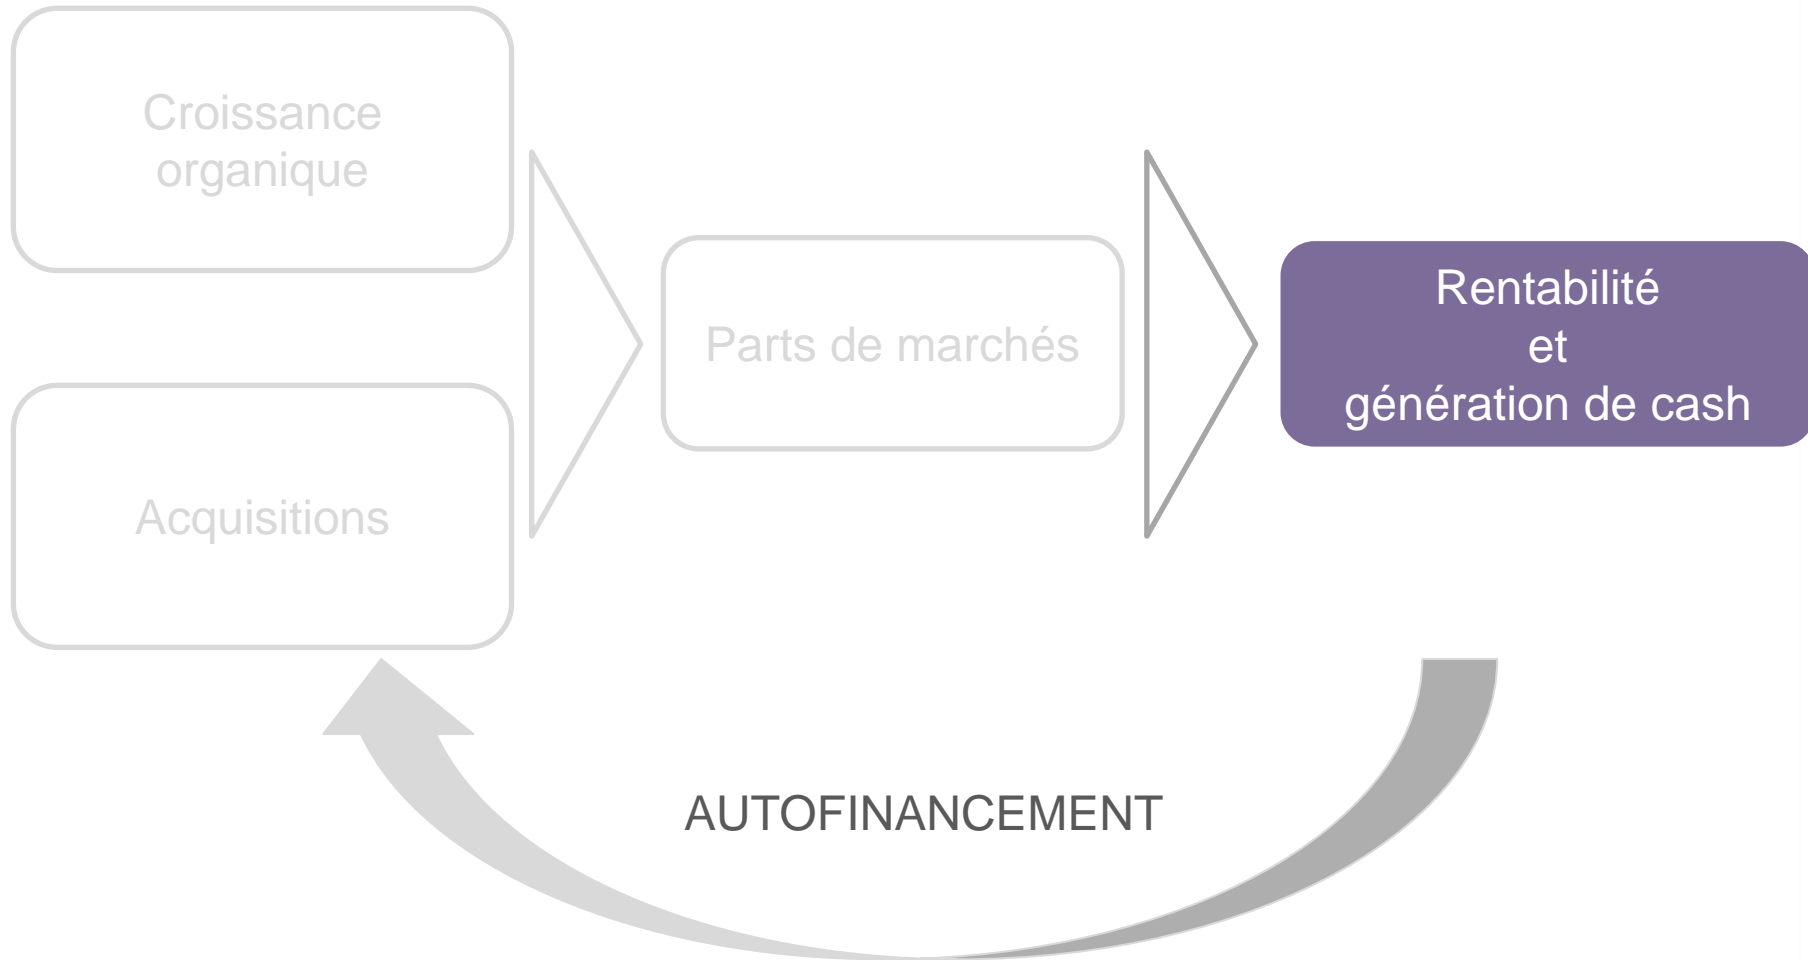 Croissance
organique
Acquisitions
Parts de marchés
Rentabilité
et
génération de cash
AUTOFINANCEMENT